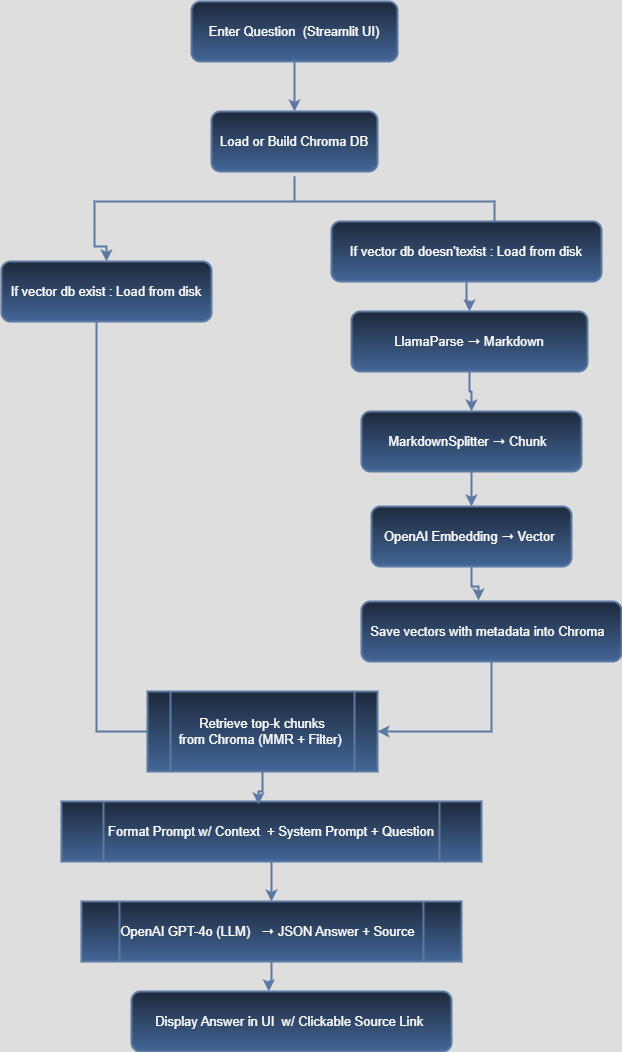 Enter Question  (Streamlit UI)
Load or Build Chroma DB
If vector db exist : Load from disk
If vector db doesn'texist : Load from disk
LlamaParse → Markdown
MarkdownSplitter → Chunk
OpenAI Embedding → Vector
Save vectors with metadata into Chroma
Retrieve top-k chunks
from Chroma (MMR + Filter)
Format Prompt w/ Context  + System Prompt + Question
OpenAI GPT-4o (LLM)   → JSON Answer + Source
Display Answer in UI  w/ Clickable Source Link